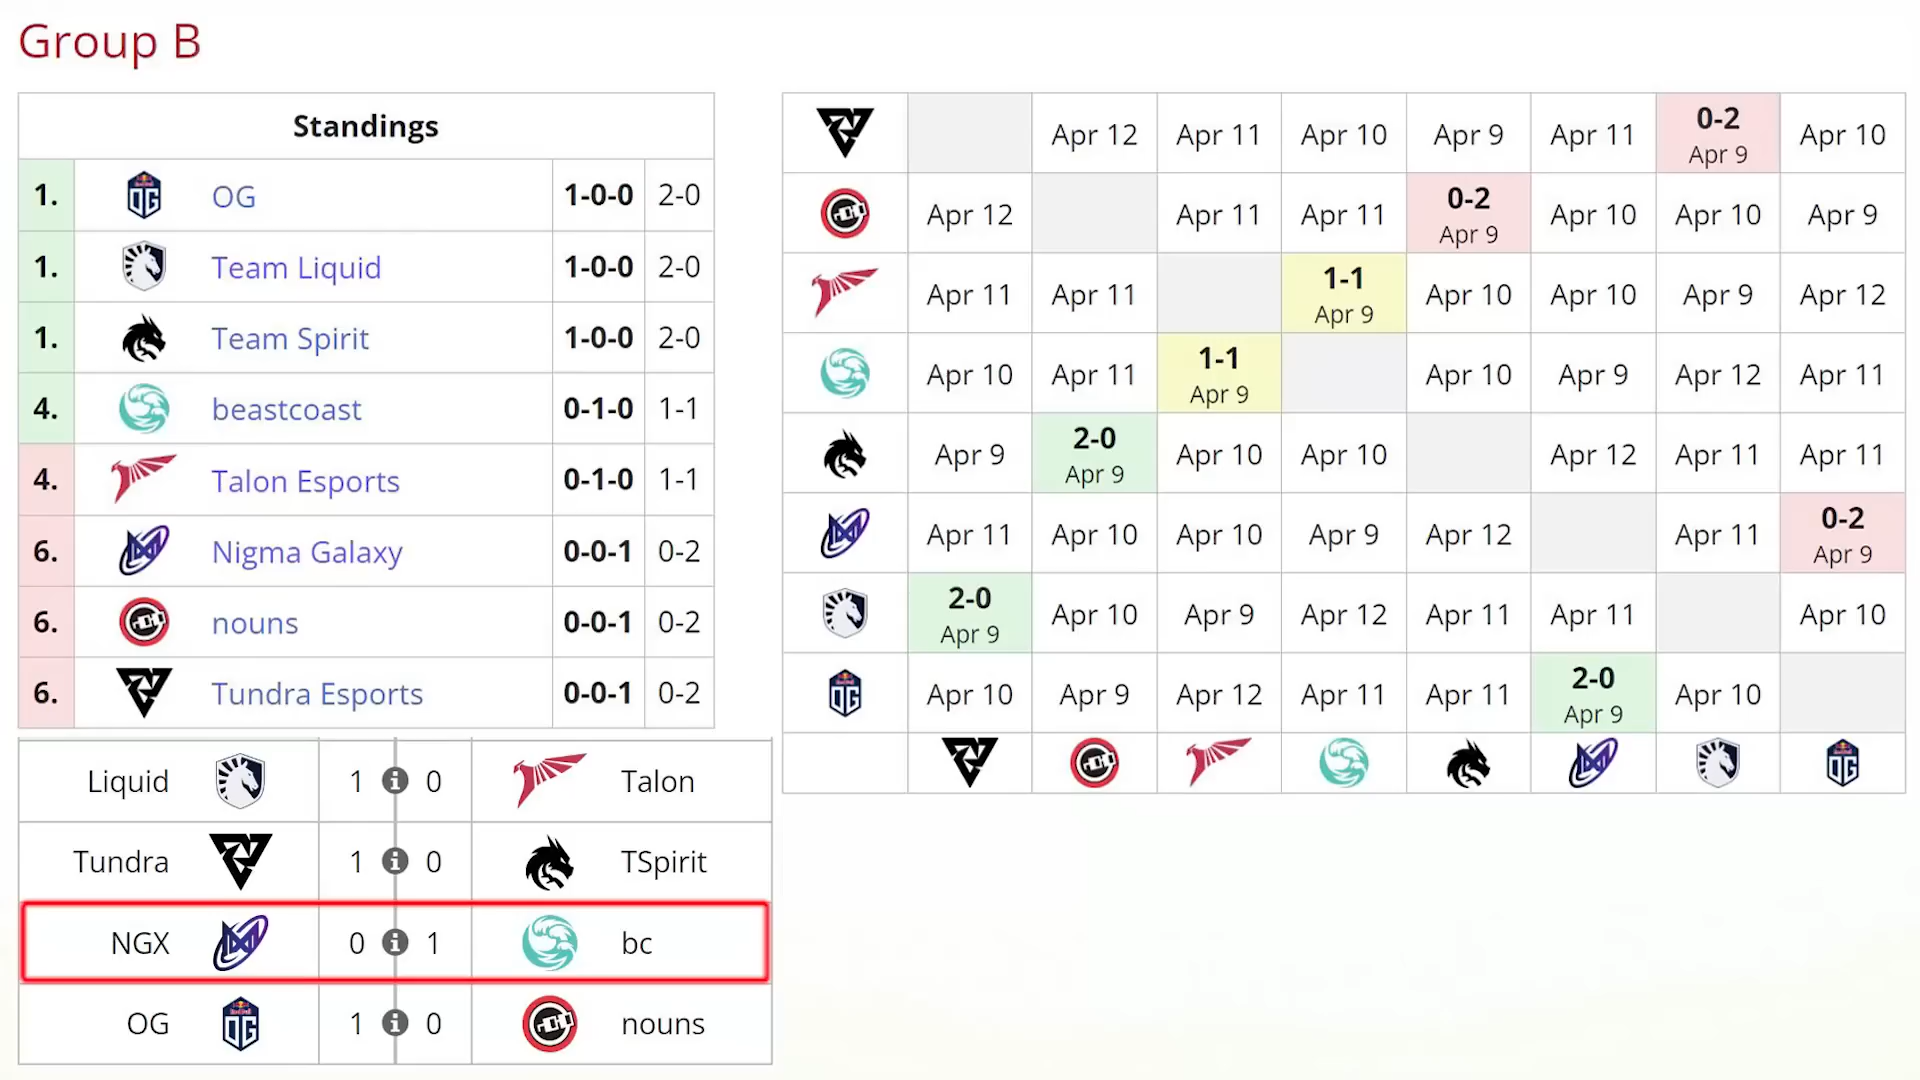 Group B
Standings
1. OG 1-0-0 2-0
1. Team Liquid 1-0-0 2-0
1. Team Spirit 1-0-0 2-0
4. beastcoast 0-1-0 1-1
4. Talon Esports 0-1-0 1-1
6. Nigma Galaxy 0-0-1 0-2
6. nouns 0-0-1 0-2
6. Tundra Esports 0-0-1 0-2
Liquid 1 i 0 Talon
Tundra 1 i 0 TSpirit
NGX 0 i 1 bc
OG OG 1 i 0 nouns
Apr 12 Apr 11 Apr 10 Apr 9 Apr 11 0-2 Apr 9 Apr 10
Apr 12 Apr 11 Apr 11 0-2 Apr 9 Apr 10 Apr 10 Apr 9
Apr 11 Apr 11 1-1 Apr 9 Apr 10 Apr 10 Apr 9 Apr 12
Apr 10 Apr 11 1-1 Apr 9 Apr 10 Apr 9 Apr 12 Apr 11
Apr 9 2-0 Apr 9 Apr 10 Apr 10 Apr 12 Apr 11 Apr 11
Apr 11 Apr 10 Apr 10 Apr 9 Apr 12 Apr 11 0-2 Apr 9
2-0 Apr 9 Apr 10 Apr 9 Apr 12 Apr 11 Apr 11 Apr 10
OG Apr 10 Apr 9 Apr 12 Apr 11 Apr 11 2-0 Apr 9 Apr 10
OG